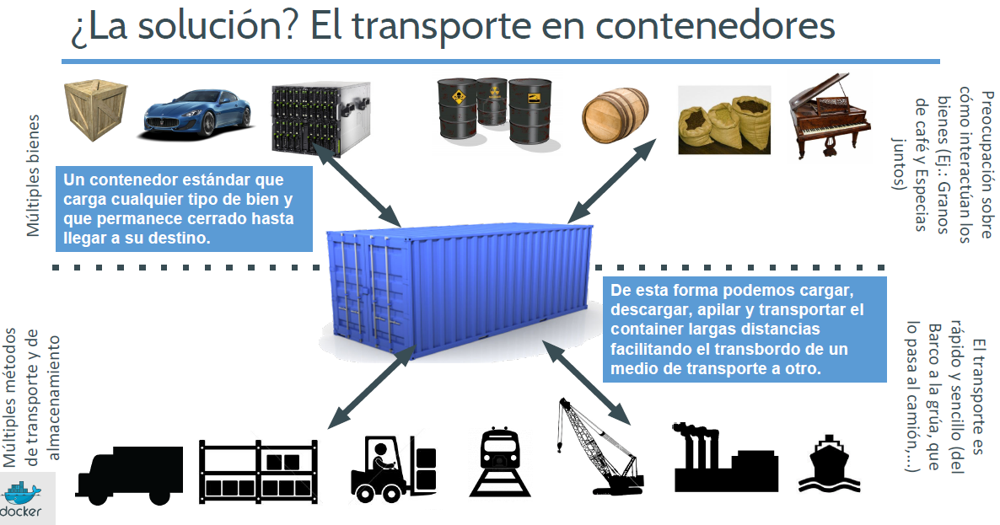 ¿La solución? El transporte en contenedores
Múltiples bienes
Preocupación sobre
cómo interactúan los
bienes (Ej.: Granos
de café y Especias
juntos)
Un contenedor estándar que
carga cualquier tipo de bien y
que permanece cerrado hasta
llegar a su destino.
De esta forma podemos cargar,
descargar, apilar y transportar el
container largas distancias
facilitando el transbordo de un
medio de transporte a otro.
Múltiples métodos
de transporte y de
almacenamiento
El transporte es
rápido y sencillo (del
Barco a la grúa, que
lo pasa al camión,...)
docker